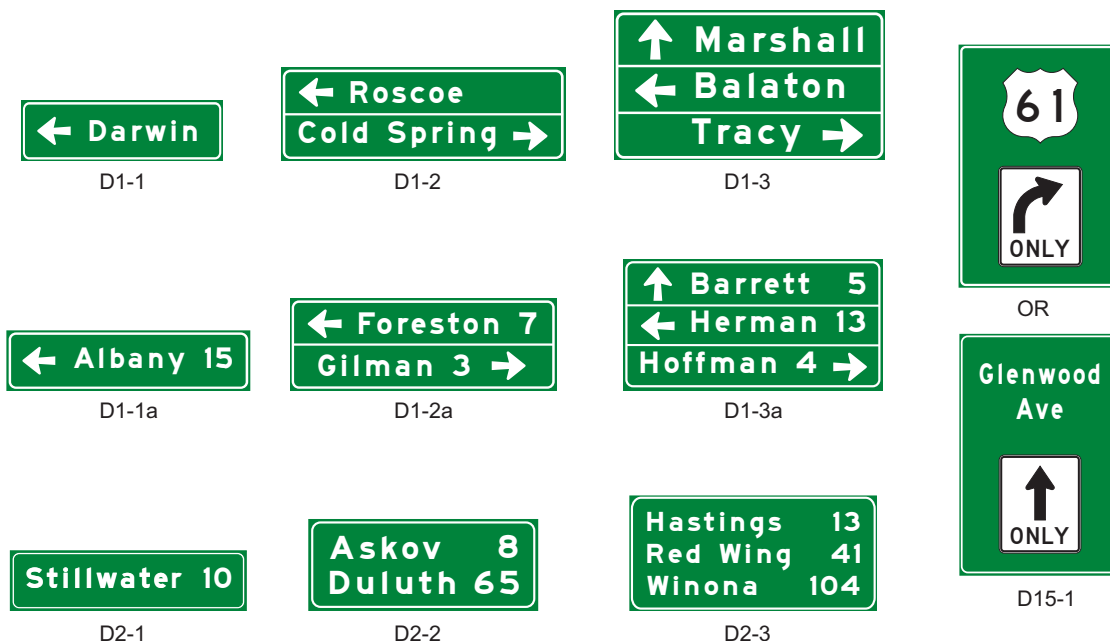 Darwin
D1-1
Roscoe
Cold Spring
D1-2
Marshall
Balaton
Tracy
D1-3
61
ONLY
OR
Albany 15
D1-1a
Foreston 7
Gilman 3
D1-2a
Barrett 5
Herman 13
Hoffman 4
D1-3a
Glenwood
Ave
ONLY
D15-1
Stillwater 10
D2-1
Askov 8
Duluth 65
D2-2
Hastings 13
Red Wing 41
Winona 104
D2-3